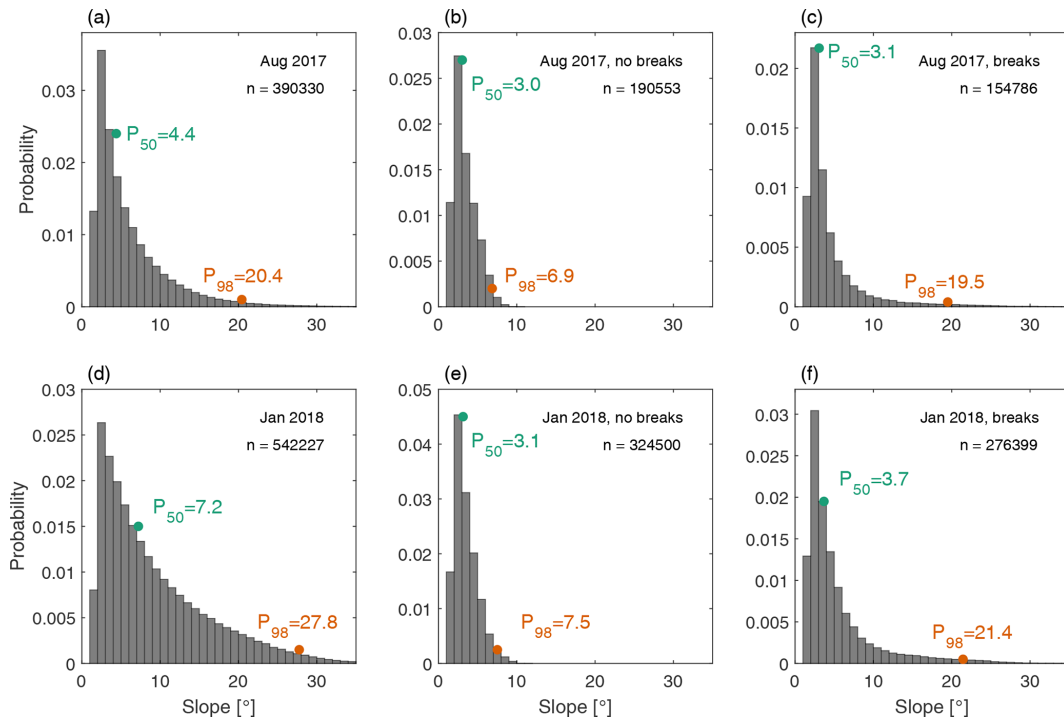 (a)
Aug 2017
n = 390330
P50=4.4
P98=20.4
Probability
0.03
0.02
0.01
0
0 10 20 30
(b)
Aug 2017, no breaks
n = 190553
P50=3.0
P98=6.9
0.03
0.025
0.02
0.015
0.01
0.005
0
0 10 20 30
(c)
Aug 2017, breaks
n = 154786
P50=3.1
P98=19.5
0.02
0.015
0.01
0.005
0
0 10 20 30
(d)
Jan 2018
n = 542227
P50=7.2
P98=27.8
Probability
0.03
0.025
0.02
0.015
0.01
0.005
0
0 10 20 30
Slope [°]
(e)
Jan 2018, no breaks
n = 324500
P50=3.1
P98=7.5
0.05
0.04
0.03
0.02
0.01
0
0 10 20 30
Slope [°]
(f)
Jan 2018, breaks
n = 276399
P50=3.7
P98=21.4
0.03
0.02
0.01
0
0 10 20 30
Slope [°]